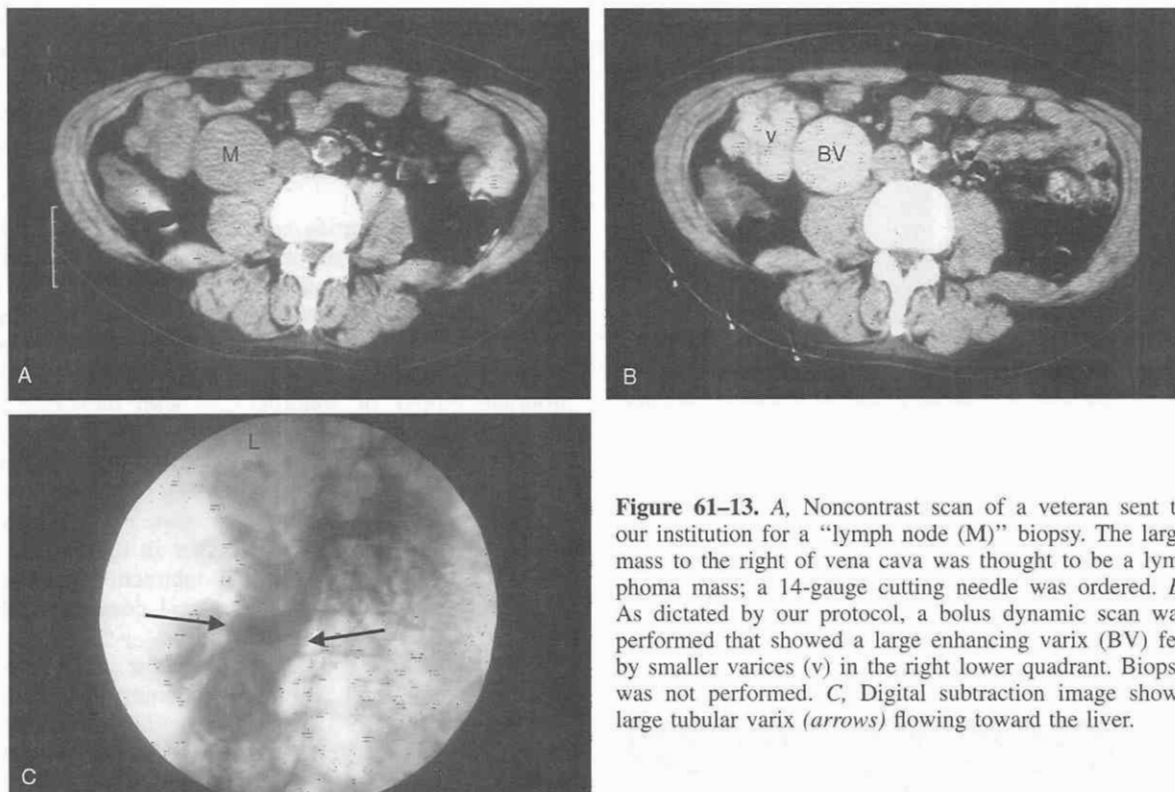 M
A
v
BV
B
L
C
Figure 61–13. A, Noncontrast scan of a veteran sent t
our institution for a “lymph node (M)” biopsy. The larg
mass to the right of vena cava was thought to be a lym
phoma mass; a 14-gauge cutting needle was ordered.
As dictated by our protocol, a bolus dynamic scan wa
performed that showed a large enhancing varix (BV) fe
by smaller varices (v) in the right lower quadrant. Biops
was not performed. C, Digital subtraction image show
large tubular varix (arrows) flowing toward the liver.